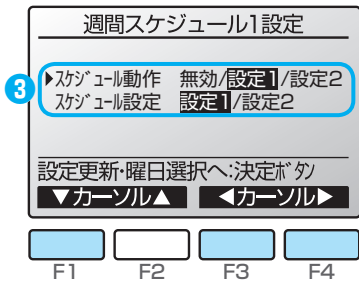 週間スケジュール1設定
3
▶スケジュール動作 無効/設定1/設定2
スケジュール設定 設定1/設定2
設定更新・曜日選択へ:決定ボタン
▼カーソル▲ ◀カーソル▶
F1 F2 F3 F4